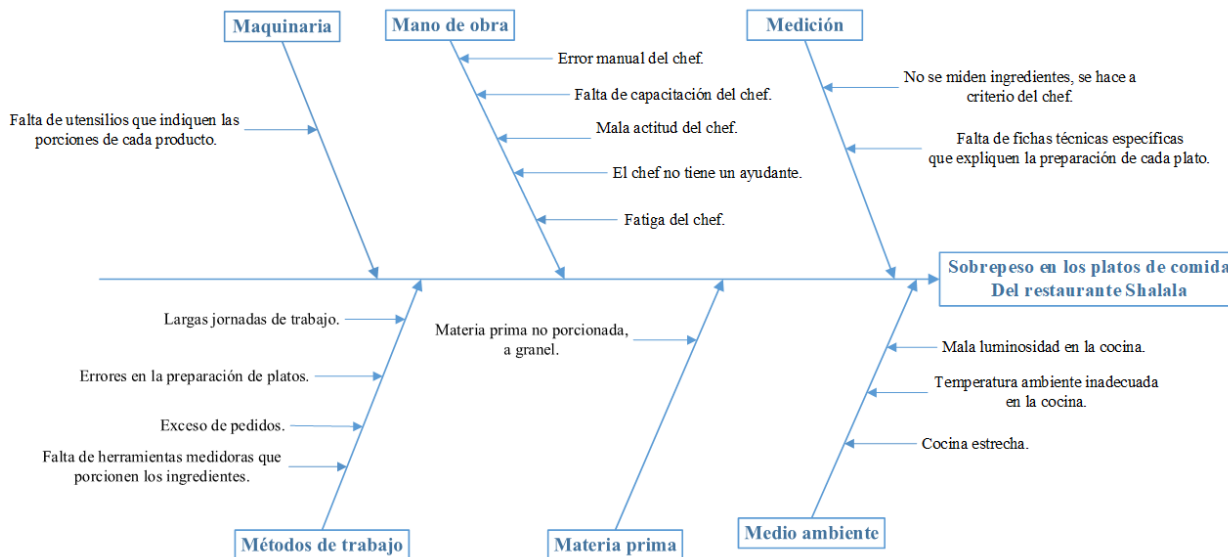 Maquinaria
Mano de obra
Medición
Error manual del chef.
Falta de capacitación del chef.
Mala actitud del chef.
El chef no tiene un ayudante.
Fatiga del chef.
No se miden ingredientes, se hace a
criterio del chef.
Falta de fichas técnicas específicas
que expliquen la preparación de cada plato.
Falta de utensilios que indiquen las
porciones de cada producto.
Sobrepeso en los platos de comida
Del restaurante Shalala
Largas jornadas de trabajo.
Errores en la preparación de platos.
Exceso de pedidos.
Falta de herramientas medidoras que
porcionen los ingredientes.
Materia prima no porcionada,
a granel.
Mala luminosidad en la cocina.
Temperatura ambiente inadecuada
en la cocina.
Cocina estrecha.
Métodos de trabajo
Materia prima
Medio ambiente